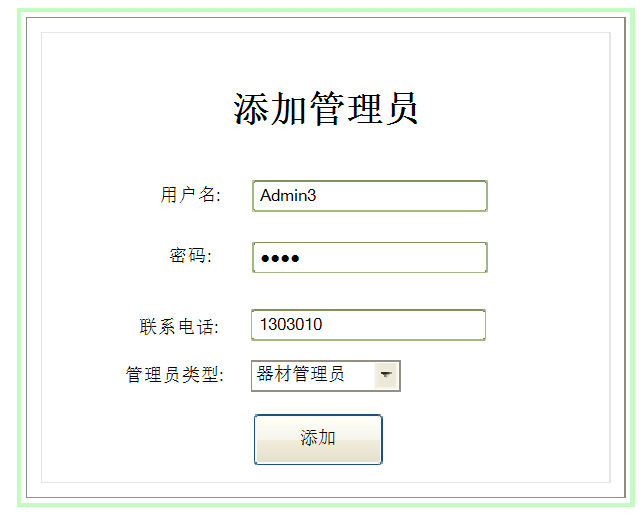 添加管理员
用户名: Admin3
密码: ●●●●
联系电话: 1303010
管理员类型: 器材管理员
添加